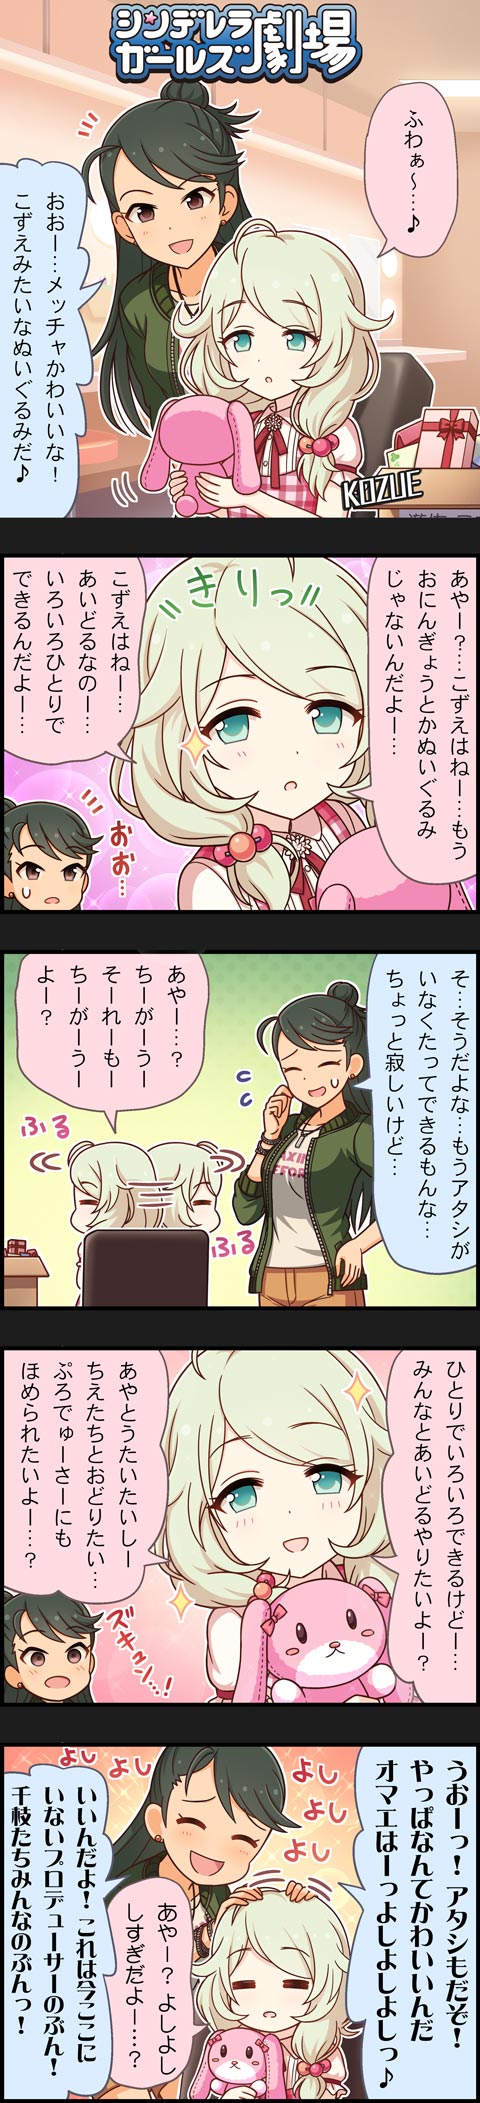 シンデレラ
ガールズ劇場
ふわぁ～…♪
おおー…メッチャかわいいな！
こずえみたいなぬいぐるみだ♪
KOZUE
あやー？…こずえはねー…もう
おにんぎょうとかぬいぐるみ
じゃないんだよー…
きりっ
こずえはねー…
あいどるなのー…
いろいろひとりで
できるんだよー…
おお…
そ…そうだよな…もうアタシが
いなくたってできるもんな…
ちょっと寂しいけど…
あやー…？
ちーがーうー
そーれーもー
ちーがーうー
よー？
ふる
ふる
ひとりでいろいろできるけどー…
みんなとあいどるやりたいよー？
あやとうたいたいしー
ちえたちとおどりたい…
ぷろでゅーさーにも
ほめられたいよー…？
ズキュン…！
うおーっ！アタシもだぞ！
やっぱなんてかわいいんだ
オマエはーっよしよしよしっ♪
よし
よし
よし
よし
よし
あやー？よしよし
しすぎだよー…？
いいんだよ！これは今ここに
いないプロデューサーのぶん！
千枝たちみんなのぶんっ！